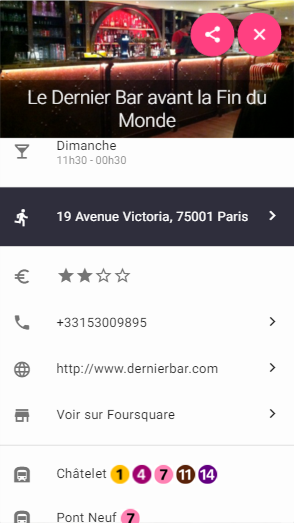 Le Dernier Bar avant la Fin du
Monde
Dimanche
11h30 - 00h30
19 Avenue Victoria, 75001 Paris
+33153009895
http://www.dernierbar.com
Voir sur Foursquare
Châtelet 1 4 7 11 14
Pont Neuf 7